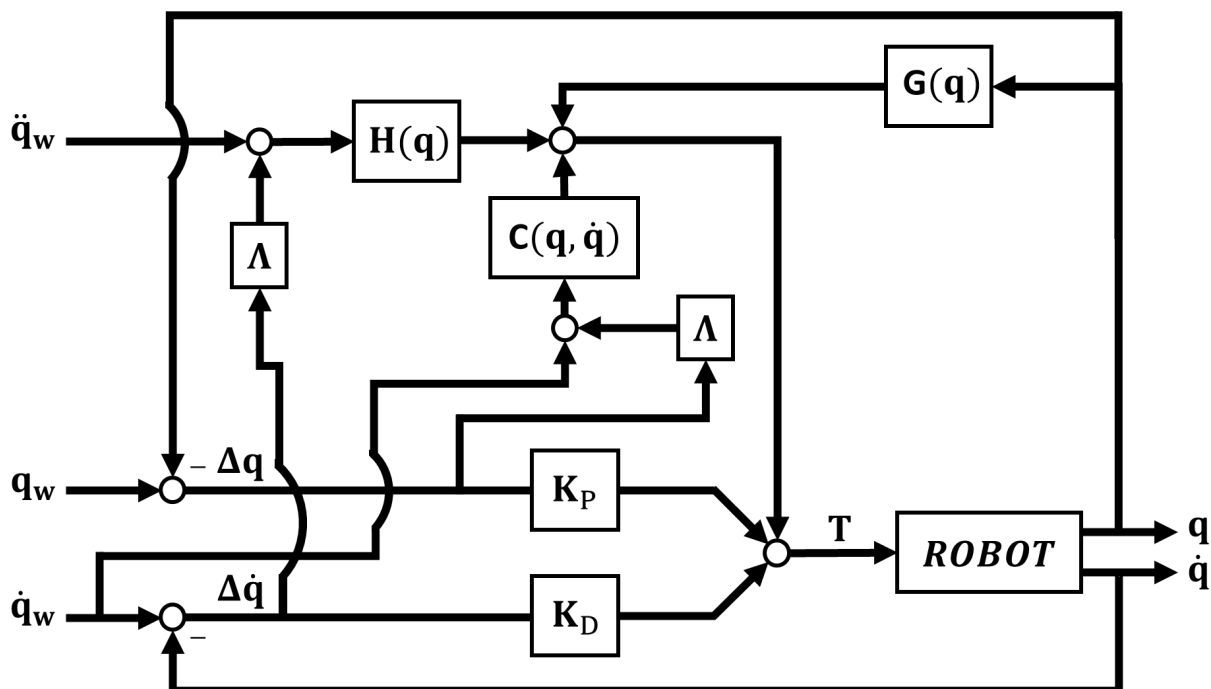 G(q)
q̈w
H(q)
C(q, q̇)
Λ
Λ
− Δq
qw
KP
T
ROBOT
q
q̇
Δq̇
q̇w
KD
−